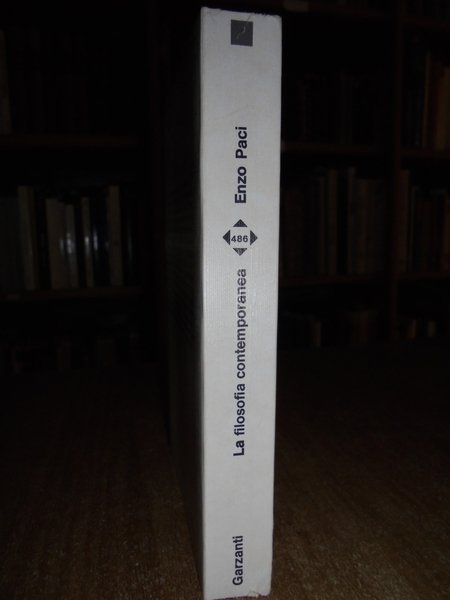 Garzanti
La filosofia contemporanea
486
Enzo Paci